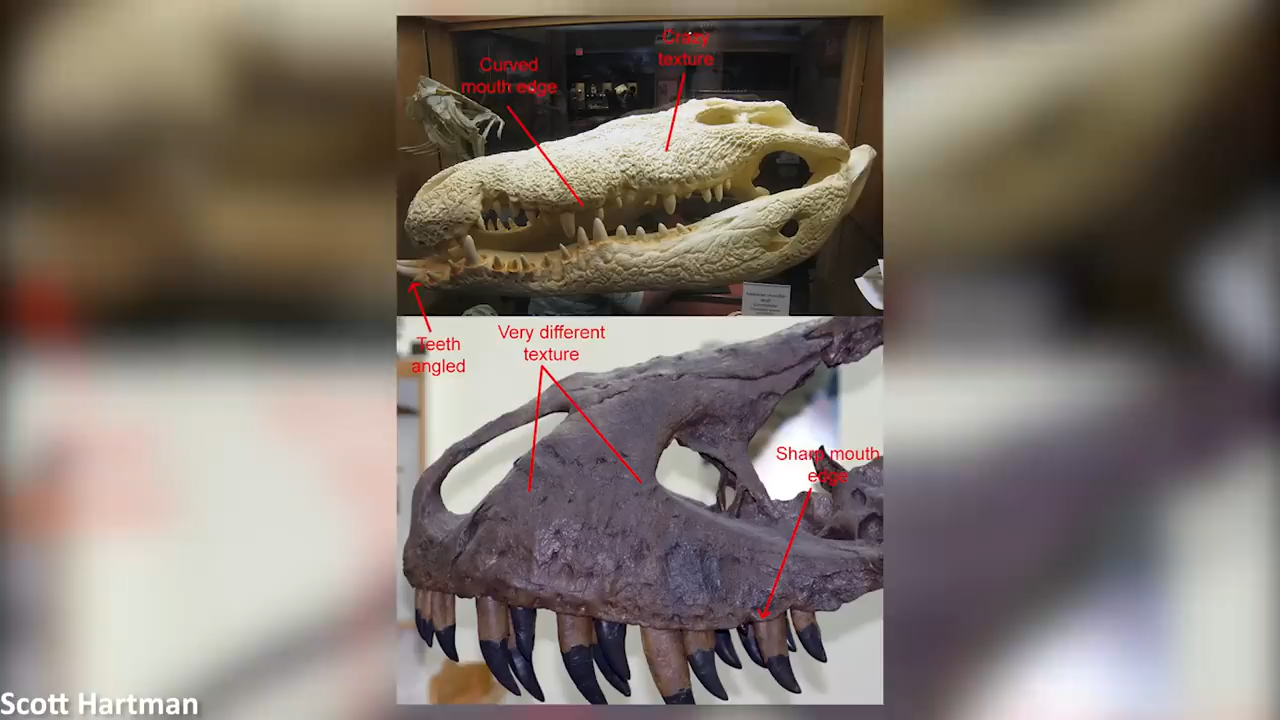 Crazy
texture
Curved
mouth edge
Teeth
angled
Very different
texture
Sharp mouth
edge
Scott Hartman